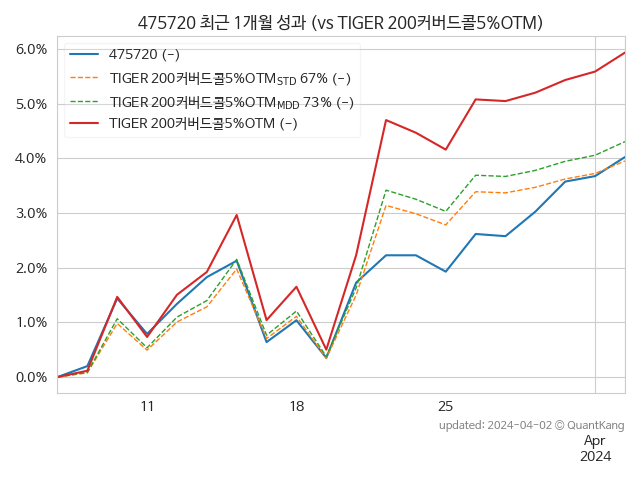 475720 최근 1개월 성과 (vs TIGER 200커버드콜5%OTM)
475720 (-)
TIGER 200커버드콜5%OTM_STD 67% (-)
TIGER 200커버드콜5%OTM_MDD 73% (-)
TIGER 200커버드콜5%OTM (-)
6.0%
5.0%
4.0%
3.0%
2.0%
1.0%
0.0%
11
18
25
updated: 2024-04-02 © QuantKang
Apr
2024